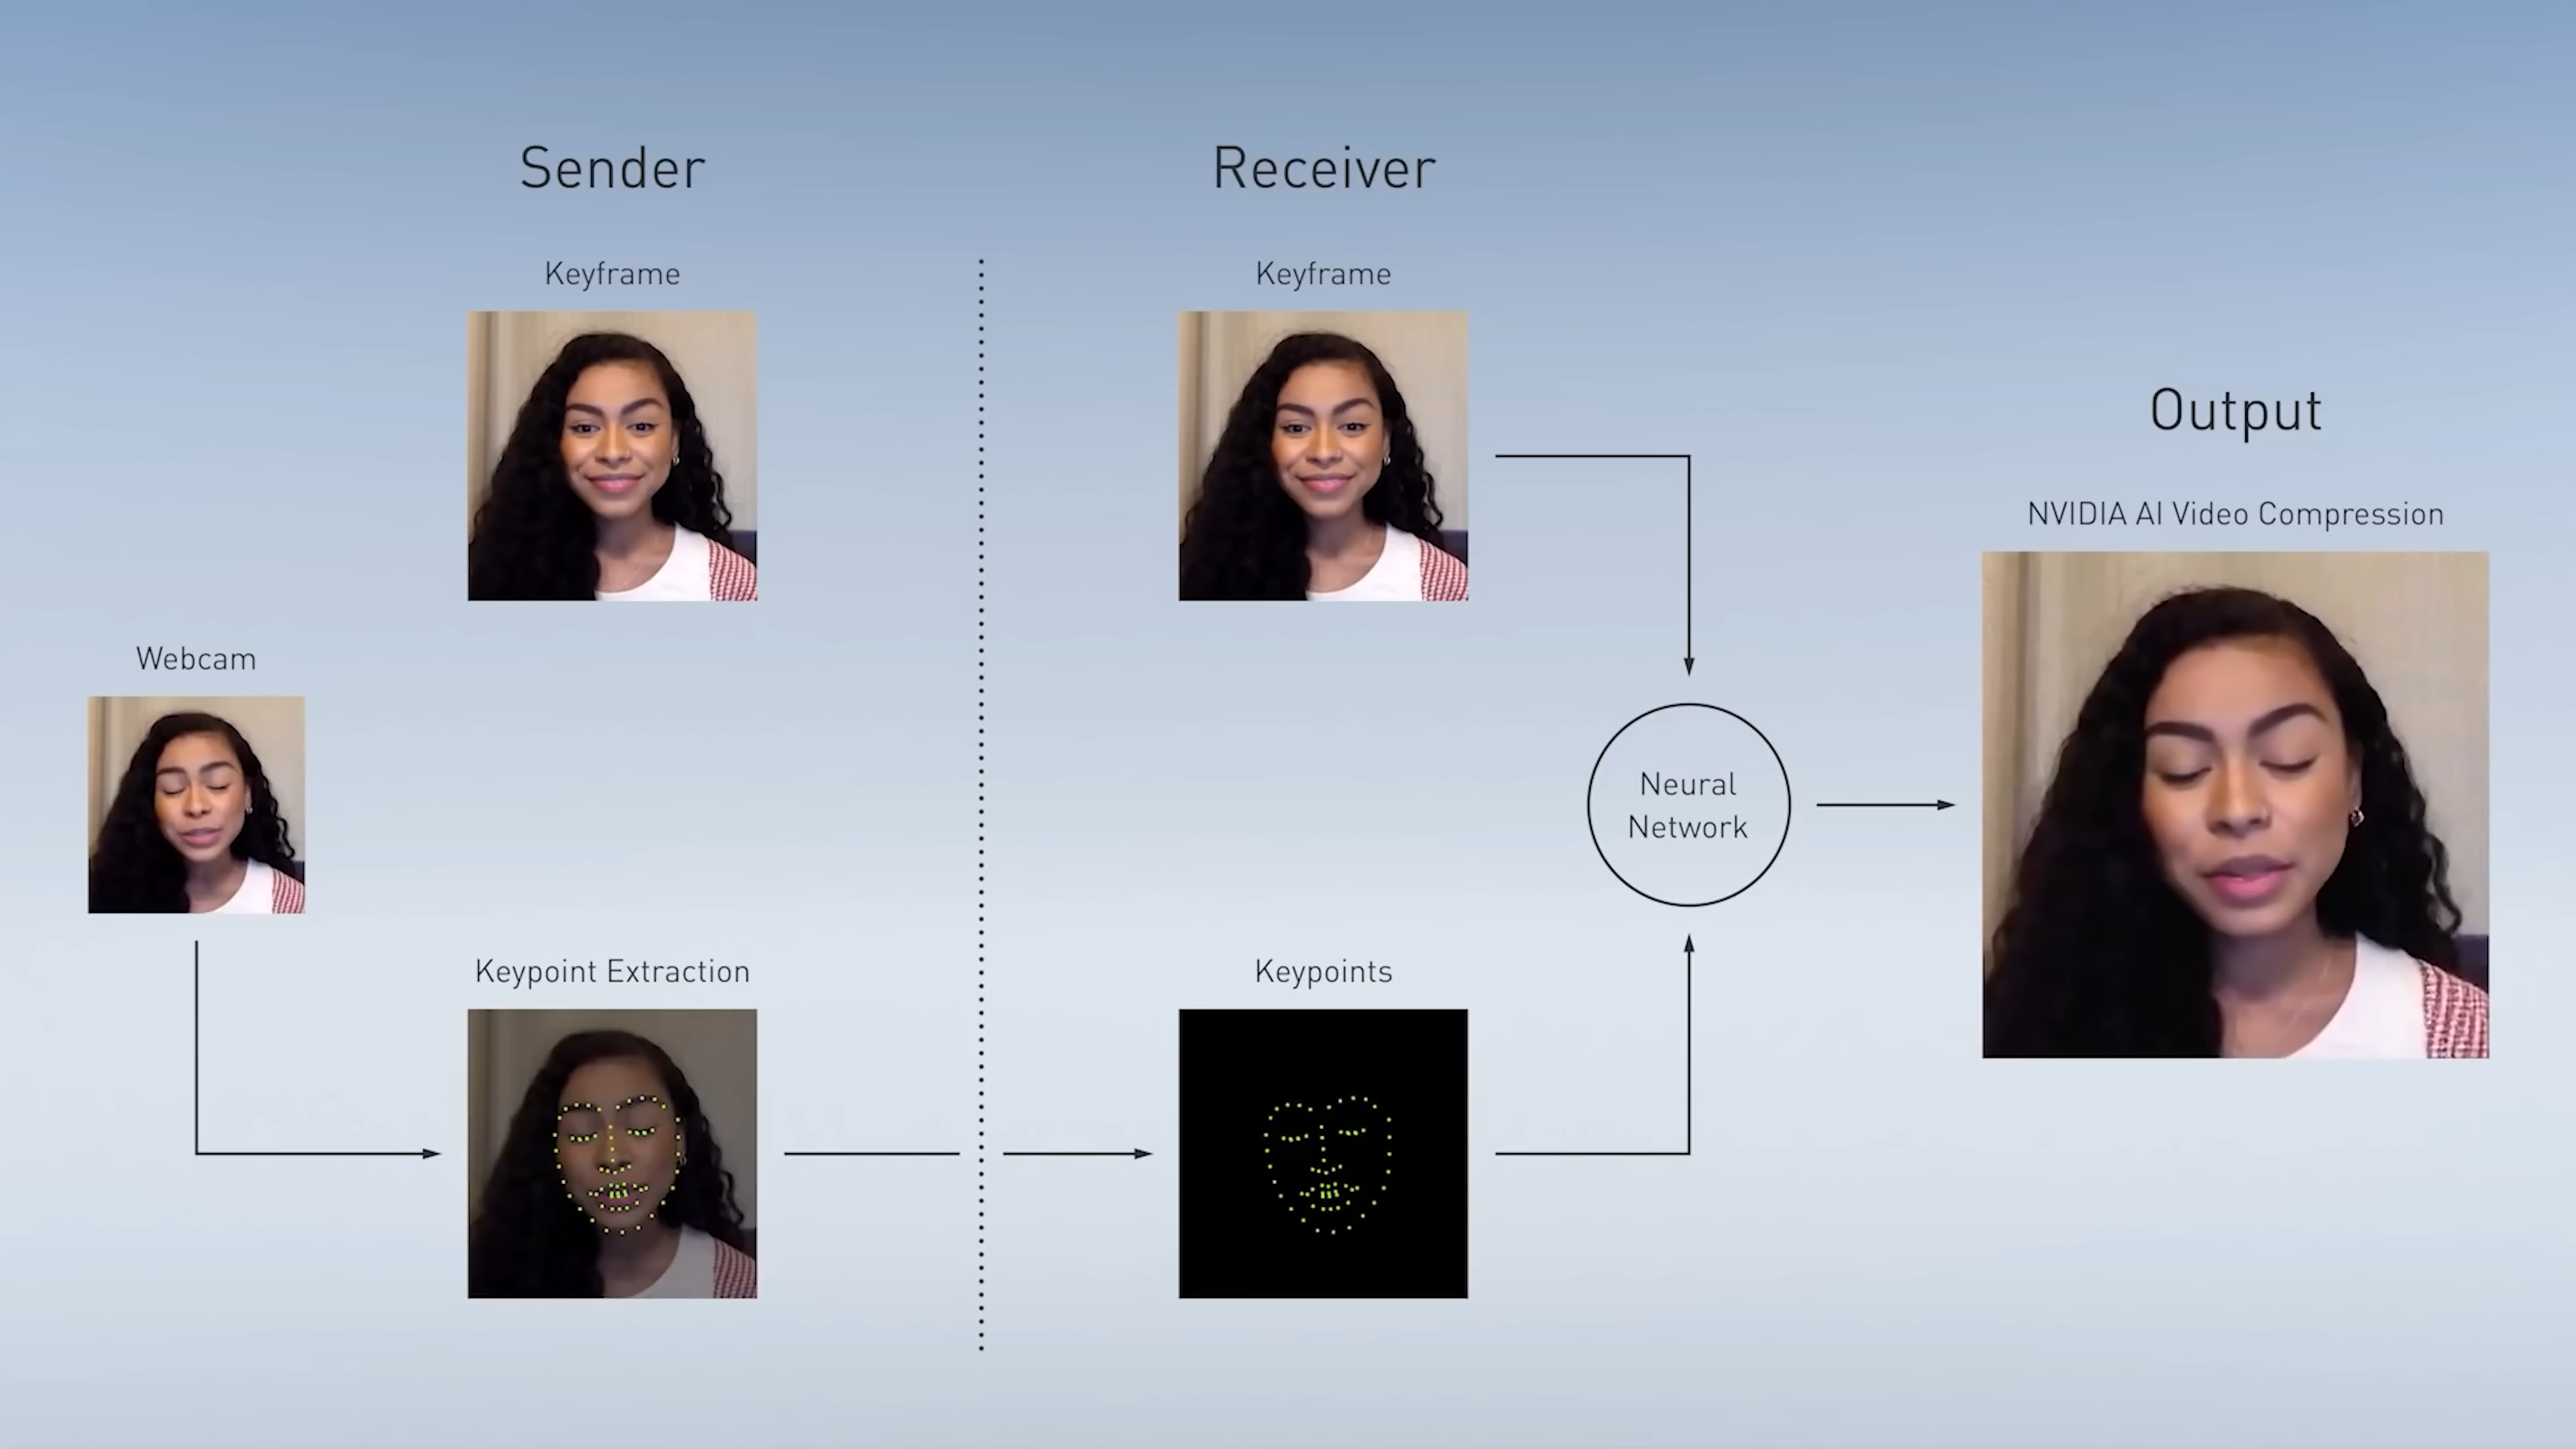 Sender
Receiver
Keyframe
Keyframe
Output
NVIDIA AI Video Compression
Webcam
Neural
Network
Keypoint Extraction
Keypoints